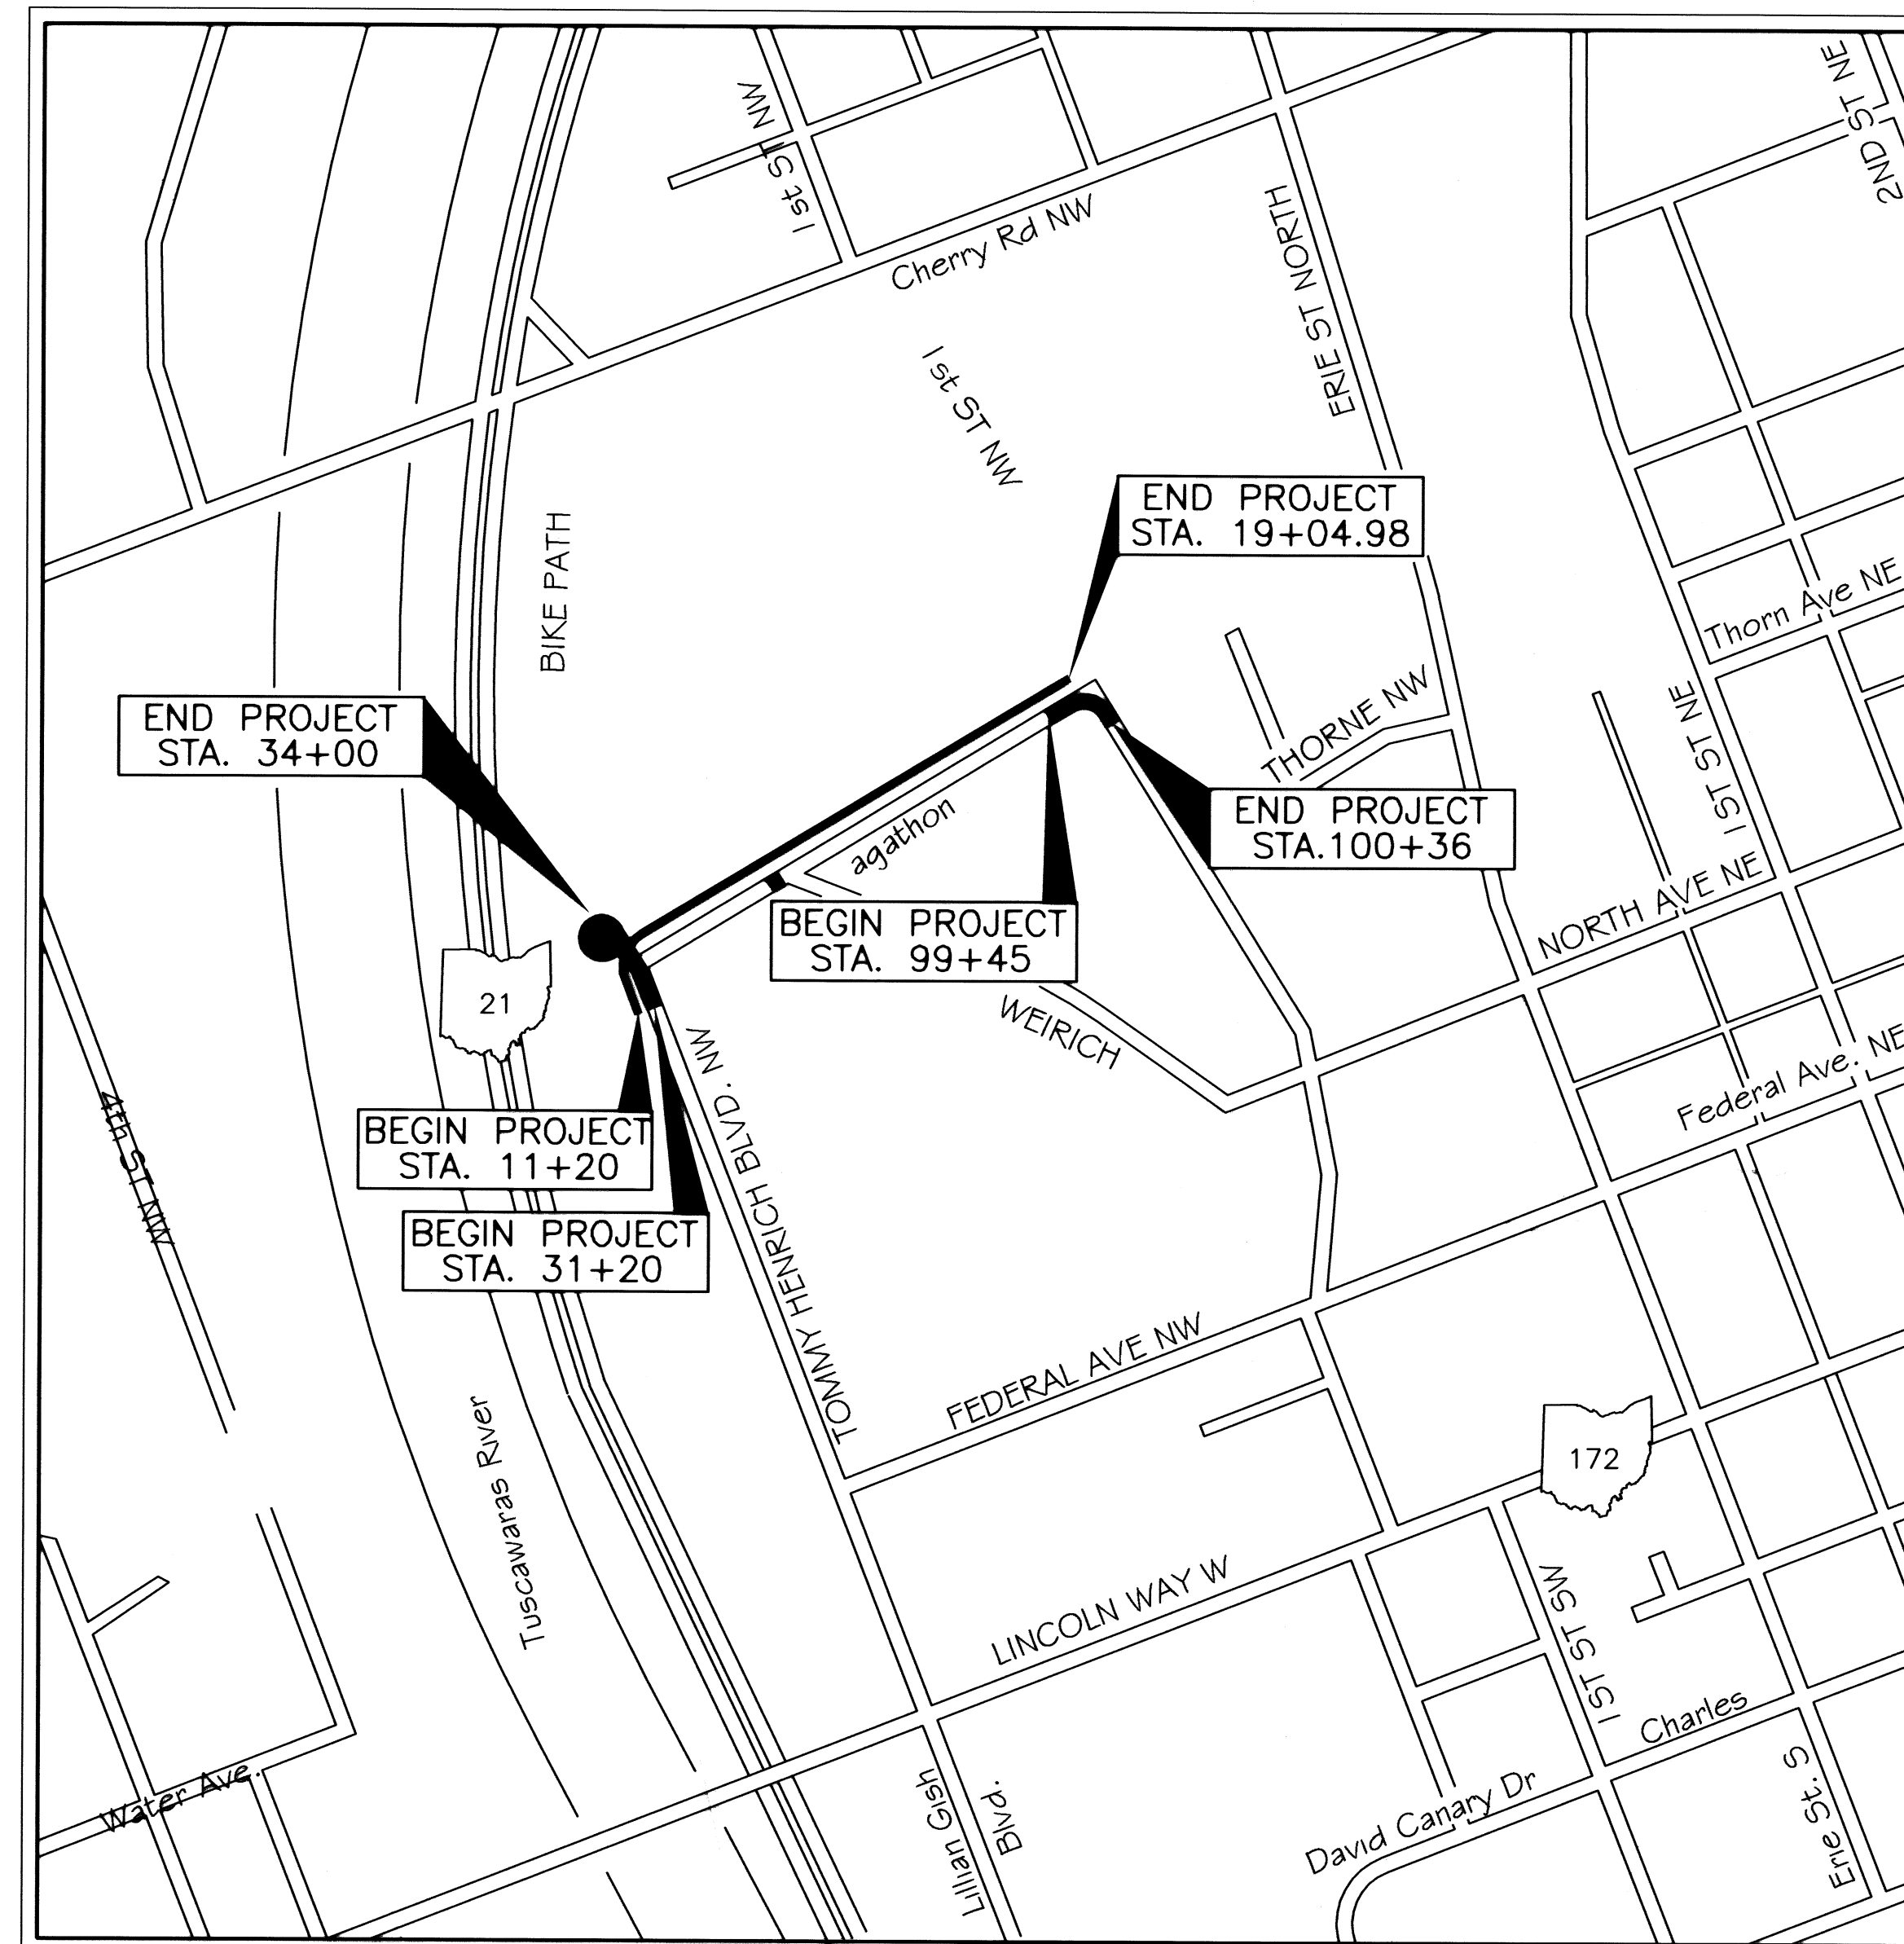 1st ST NW
2ND ST NE
Cherry Rd NW
ERIE ST NORTH
1st ST NW
BIKE PATH
END PROJECT
STA. 19+04.98
Thorn Ave NE
THORNE NW
1ST ST NE
END PROJECT
STA. 34+00
END PROJECT
STA.100+36
agathon
BEGIN PROJECT
STA. 99+45
NORTH AVE NE
21
WEIRICH
Federal Ave. NE
4th ST NW
BEGIN PROJECT
STA. 11+20
BEGIN PROJECT
STA. 31+20
TOMMY HENRICH BLVD. NW
FEDERAL AVE NW
172
Tuscawaras River
LINCOLN WAY W
1ST ST SW
Charles
Water Ave.
Lillian Gish
Blvd.
David Canary Dr
Erie St. S